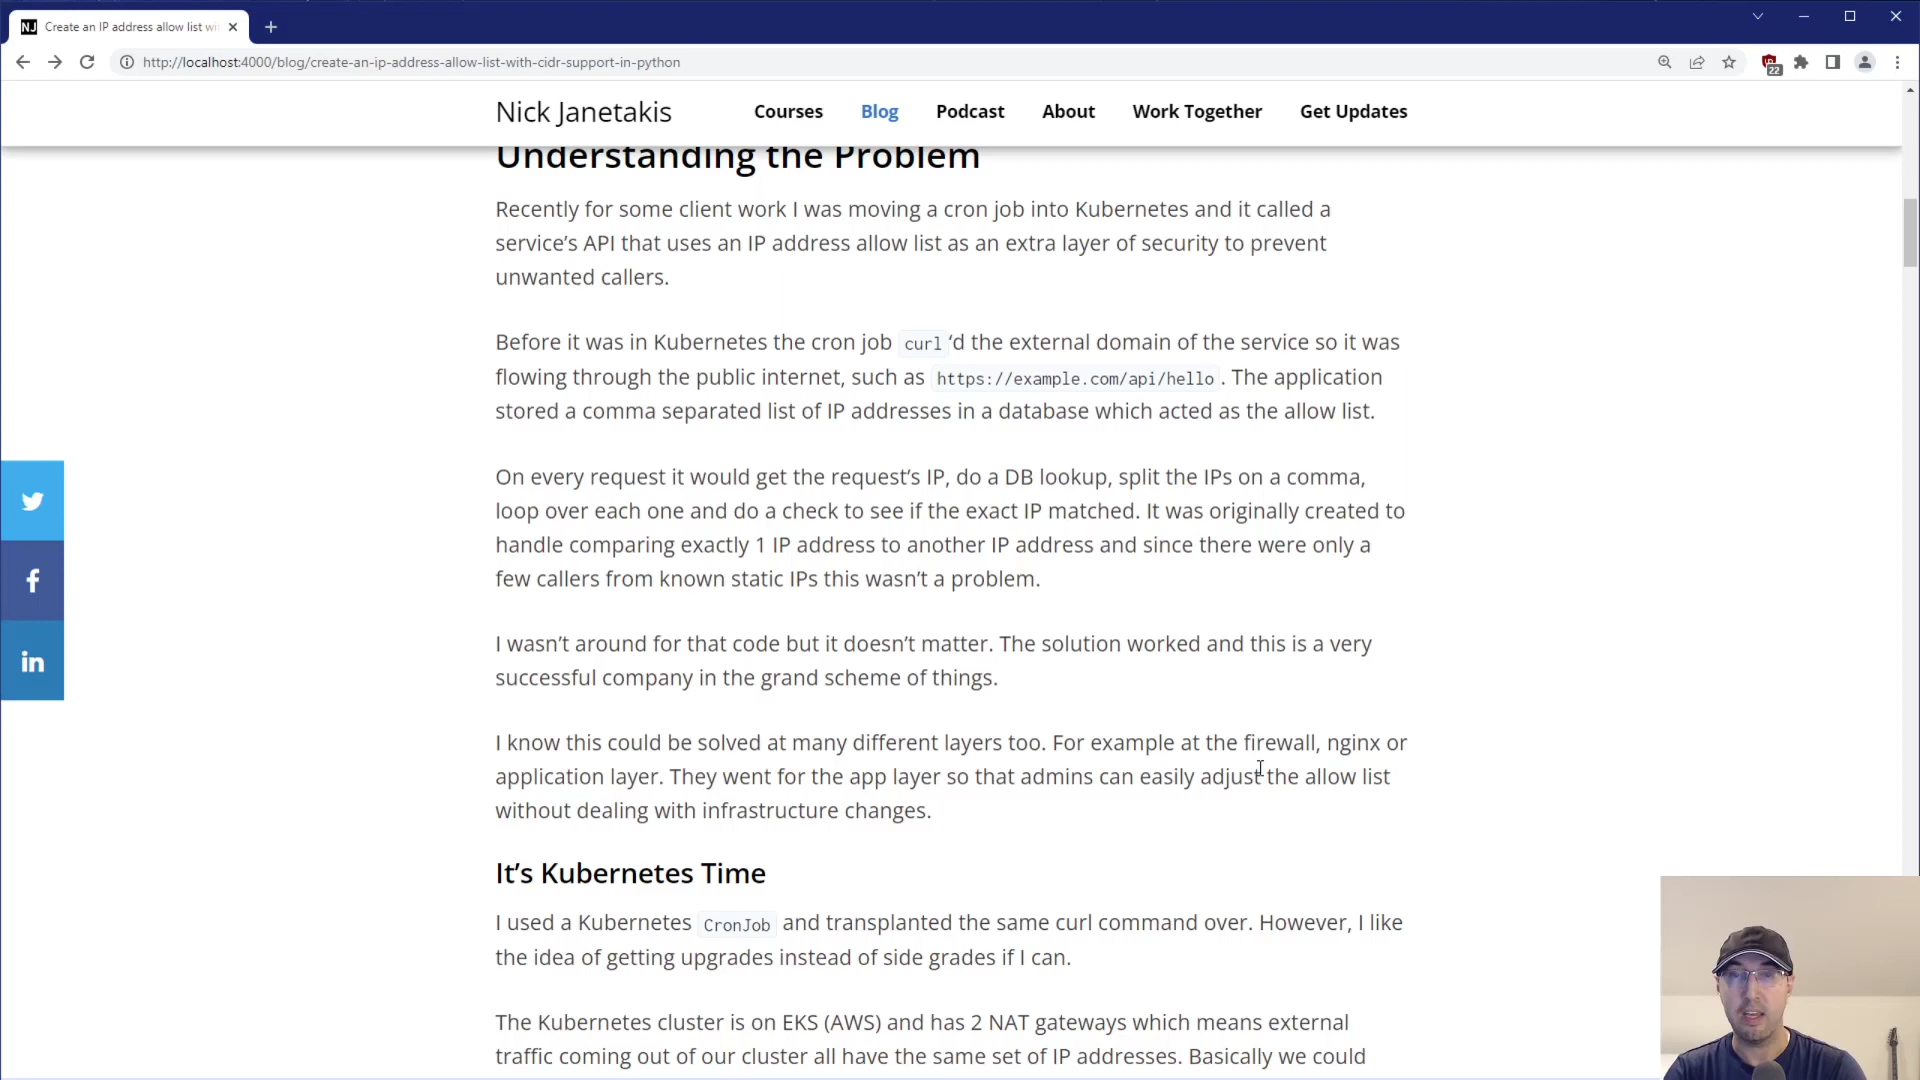 NJ Create an IP address allow list wi
http://localhost:4000/blog/create-an-ip-address-allow-list-with-cidr-support-in-python
22
Nick Janetakis Courses Blog Podcast About Work Together Get Updates
Understanding the Problem
Recently for some client work I was moving a cron job into Kubernetes and it called a
service’s API that uses an IP address allow list as an extra layer of security to prevent
unwanted callers.
Before it was in Kubernetes the cron job curl ‘d the external domain of the service so it was
flowing through the public internet, such as https://example.com/api/hello . The application
stored a comma separated list of IP addresses in a database which acted as the allow list.
On every request it would get the request’s IP, do a DB lookup, split the IPs on a comma,
loop over each one and do a check to see if the exact IP matched. It was originally created to
handle comparing exactly 1 IP address to another IP address and since there were only a
few callers from known static IPs this wasn’t a problem.
I wasn’t around for that code but it doesn’t matter. The solution worked and this is a very
successful company in the grand scheme of things.
I know this could be solved at many different layers too. For example at the firewall, nginx or
application layer. They went for the app layer so that admins can easily adjust the allow list
without dealing with infrastructure changes.
It’s Kubernetes Time
I used a Kubernetes CronJob and transplanted the same curl command over. However, I like
the idea of getting upgrades instead of side grades if I can.
The Kubernetes cluster is on EKS (AWS) and has 2 NAT gateways which means external
traffic coming out of our cluster all have the same set of IP addresses. Basically we could